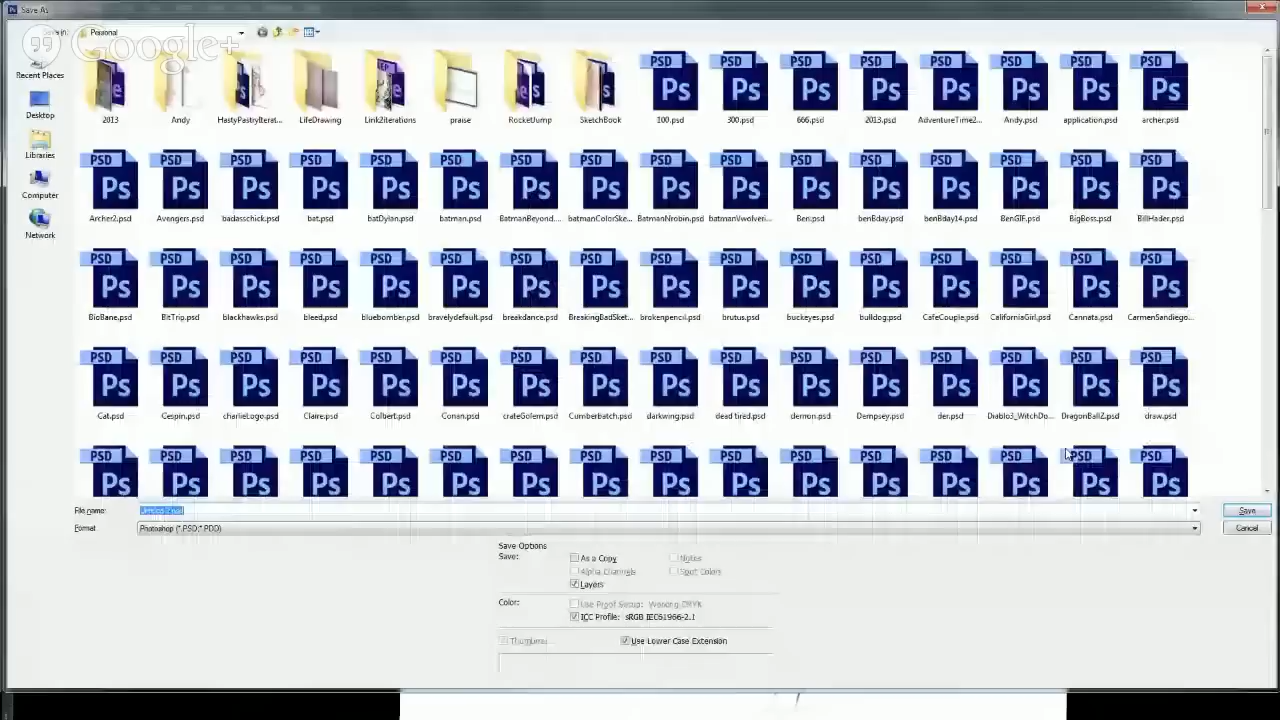 Save As
Save in: Personal
Google+
Recent Places
Desktop
Libraries
Computer
Network
2013 Andy HastyPastryIterat... LifeDrawing Link2iterations praise RocketJump SketchBook 100.psd 300.psd 666.psd 2013.psd AdventureTime2... Andy.psd application.psd archer.psd
Archer2.psd Avengers.psd badasschick.psd bat.psd batDylan.psd batman.psd BatmanBeyond.... batmanColorSke... BatmanNrobin.psd batmanVwolveri... Ben.psd benBday.psd benBday14.psd BenGIF.psd BigBoss.psd BillHader.psd
BioBane.psd BitTrip.psd blackhawks.psd bleed.psd bluebomber.psd bravelydefault.psd breakdance.psd BreakingBadSket... brokenpencil.psd brutus.psd buckeyes.psd bulldog.psd CafeCouple.psd CaliforniaGirl.psd Cannata.psd CarmenSandiego...
Cat.psd Cespin.psd charlieLogo.psd Claire.psd Colbert.psd Conan.psd crateGolem.psd Cumberbatch.psd darkwing.psd dead tired.psd demon.psd Dempsey.psd der.psd Diablo3_WitchDo... DragonBallZ.psd draw.psd
File name:
Save
Format: Photoshop (*.PSD;*.PDD)
Cancel
Save Options
Save: As a Copy Notes
Alpha Channels Spot Colors
Layers
Color: Use Proof Setup: Working CMYK
ICC Profile: sRGB IEC61966-2.1
Thumbnail Use Lower Case Extension